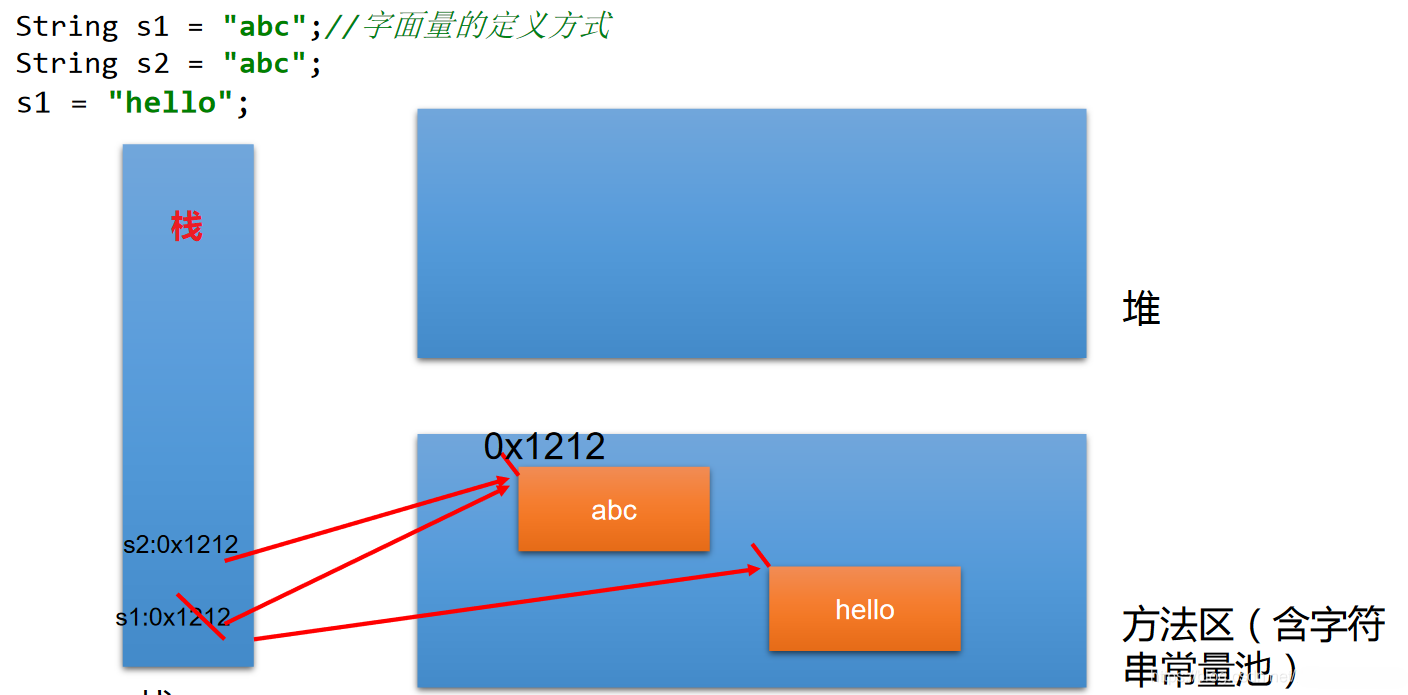 String s1 = "abc";//字面量的定义方式
String s2 = "abc";
s1 = "hello";
栈
堆
0x1212
abc
s2:0x1212
hello
s1:0x1212
方法区（含字符
串常量池）